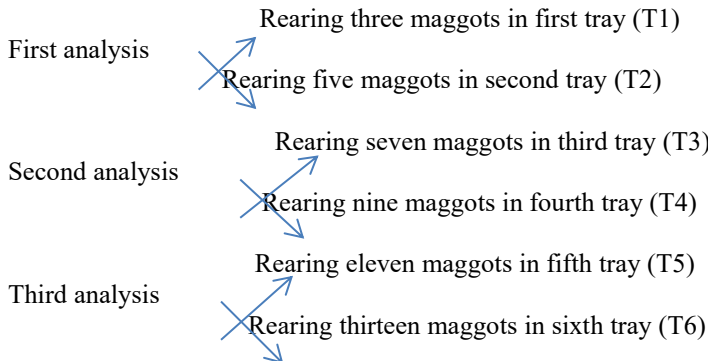 Rearing three maggots in first tray (T1)
First analysis
Rearing five maggots in second tray (T2)
Rearing seven maggots in third tray (T3)
Second analysis
Rearing nine maggots in fourth tray (T4)
Rearing eleven maggots in fifth tray (T5)
Third analysis
Rearing thirteen maggots in sixth tray (T6)